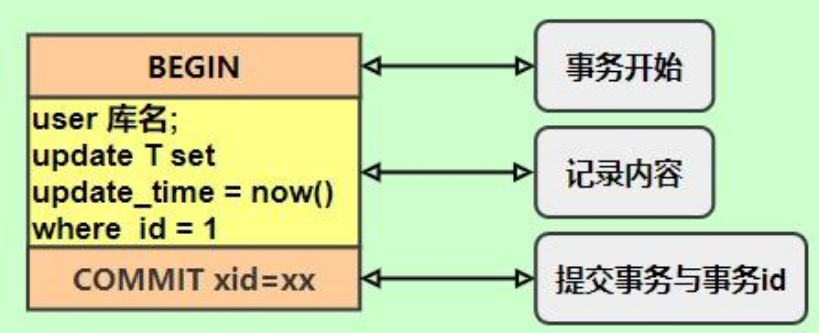 BEGIN
事务开始
user 库名;
update T set
update_time = now()
where id = 1
记录内容
COMMIT xid=xx
提交事务与事务id